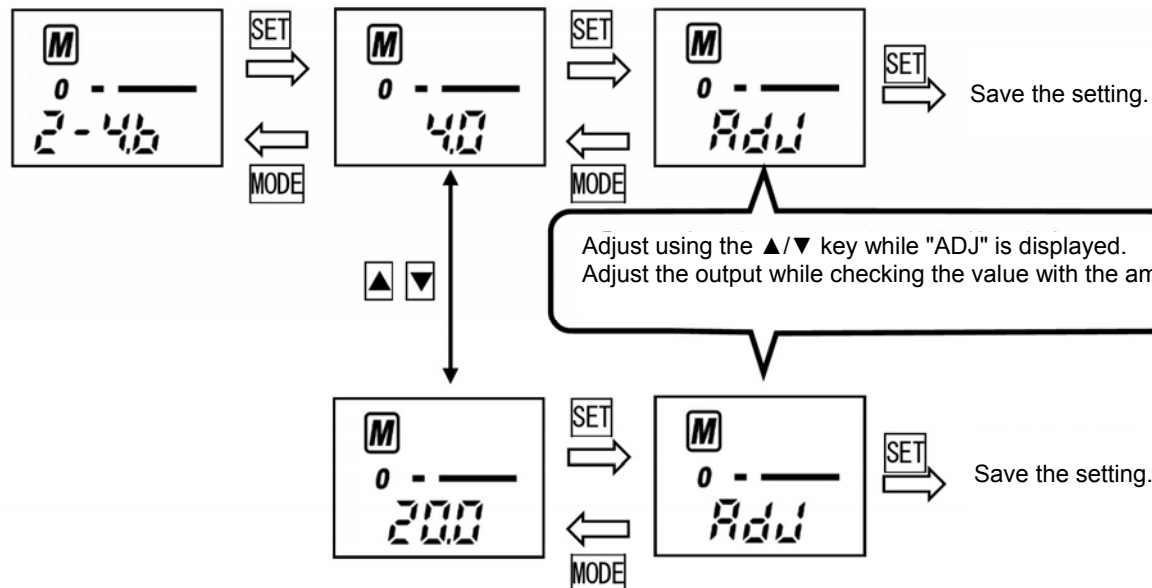 M SET M SET M
0 0 0 SET
2-4.b 4.0 Adj Save the setting.
MODE MODE
Adjust using the ▲/▼ key while "ADJ" is displayed.
▲ ▼ Adjust the output while checking the value with the
M SET M SET
0 0 Save the setting.
20.0 Adj
MODE